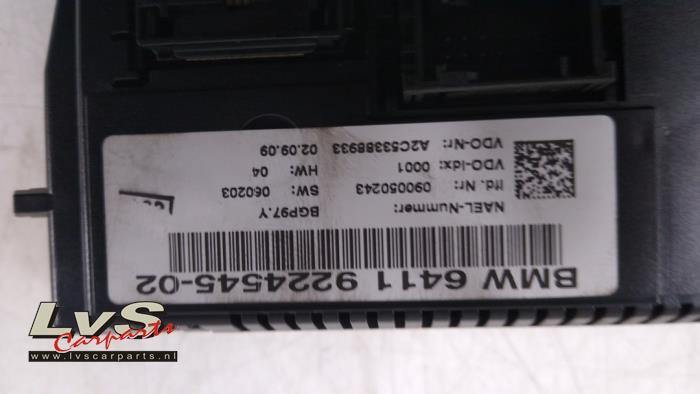 BMW 6411 9224545-02
NAEL-Nummer: BGP97.Y
lfd. Nr: 090050243 SW: 060203
VDO-Idx: 0001 HW: 04
VDO-Nr: A2C53388933 02.09.09
LvS
Carparts
www.lvscarparts.nl